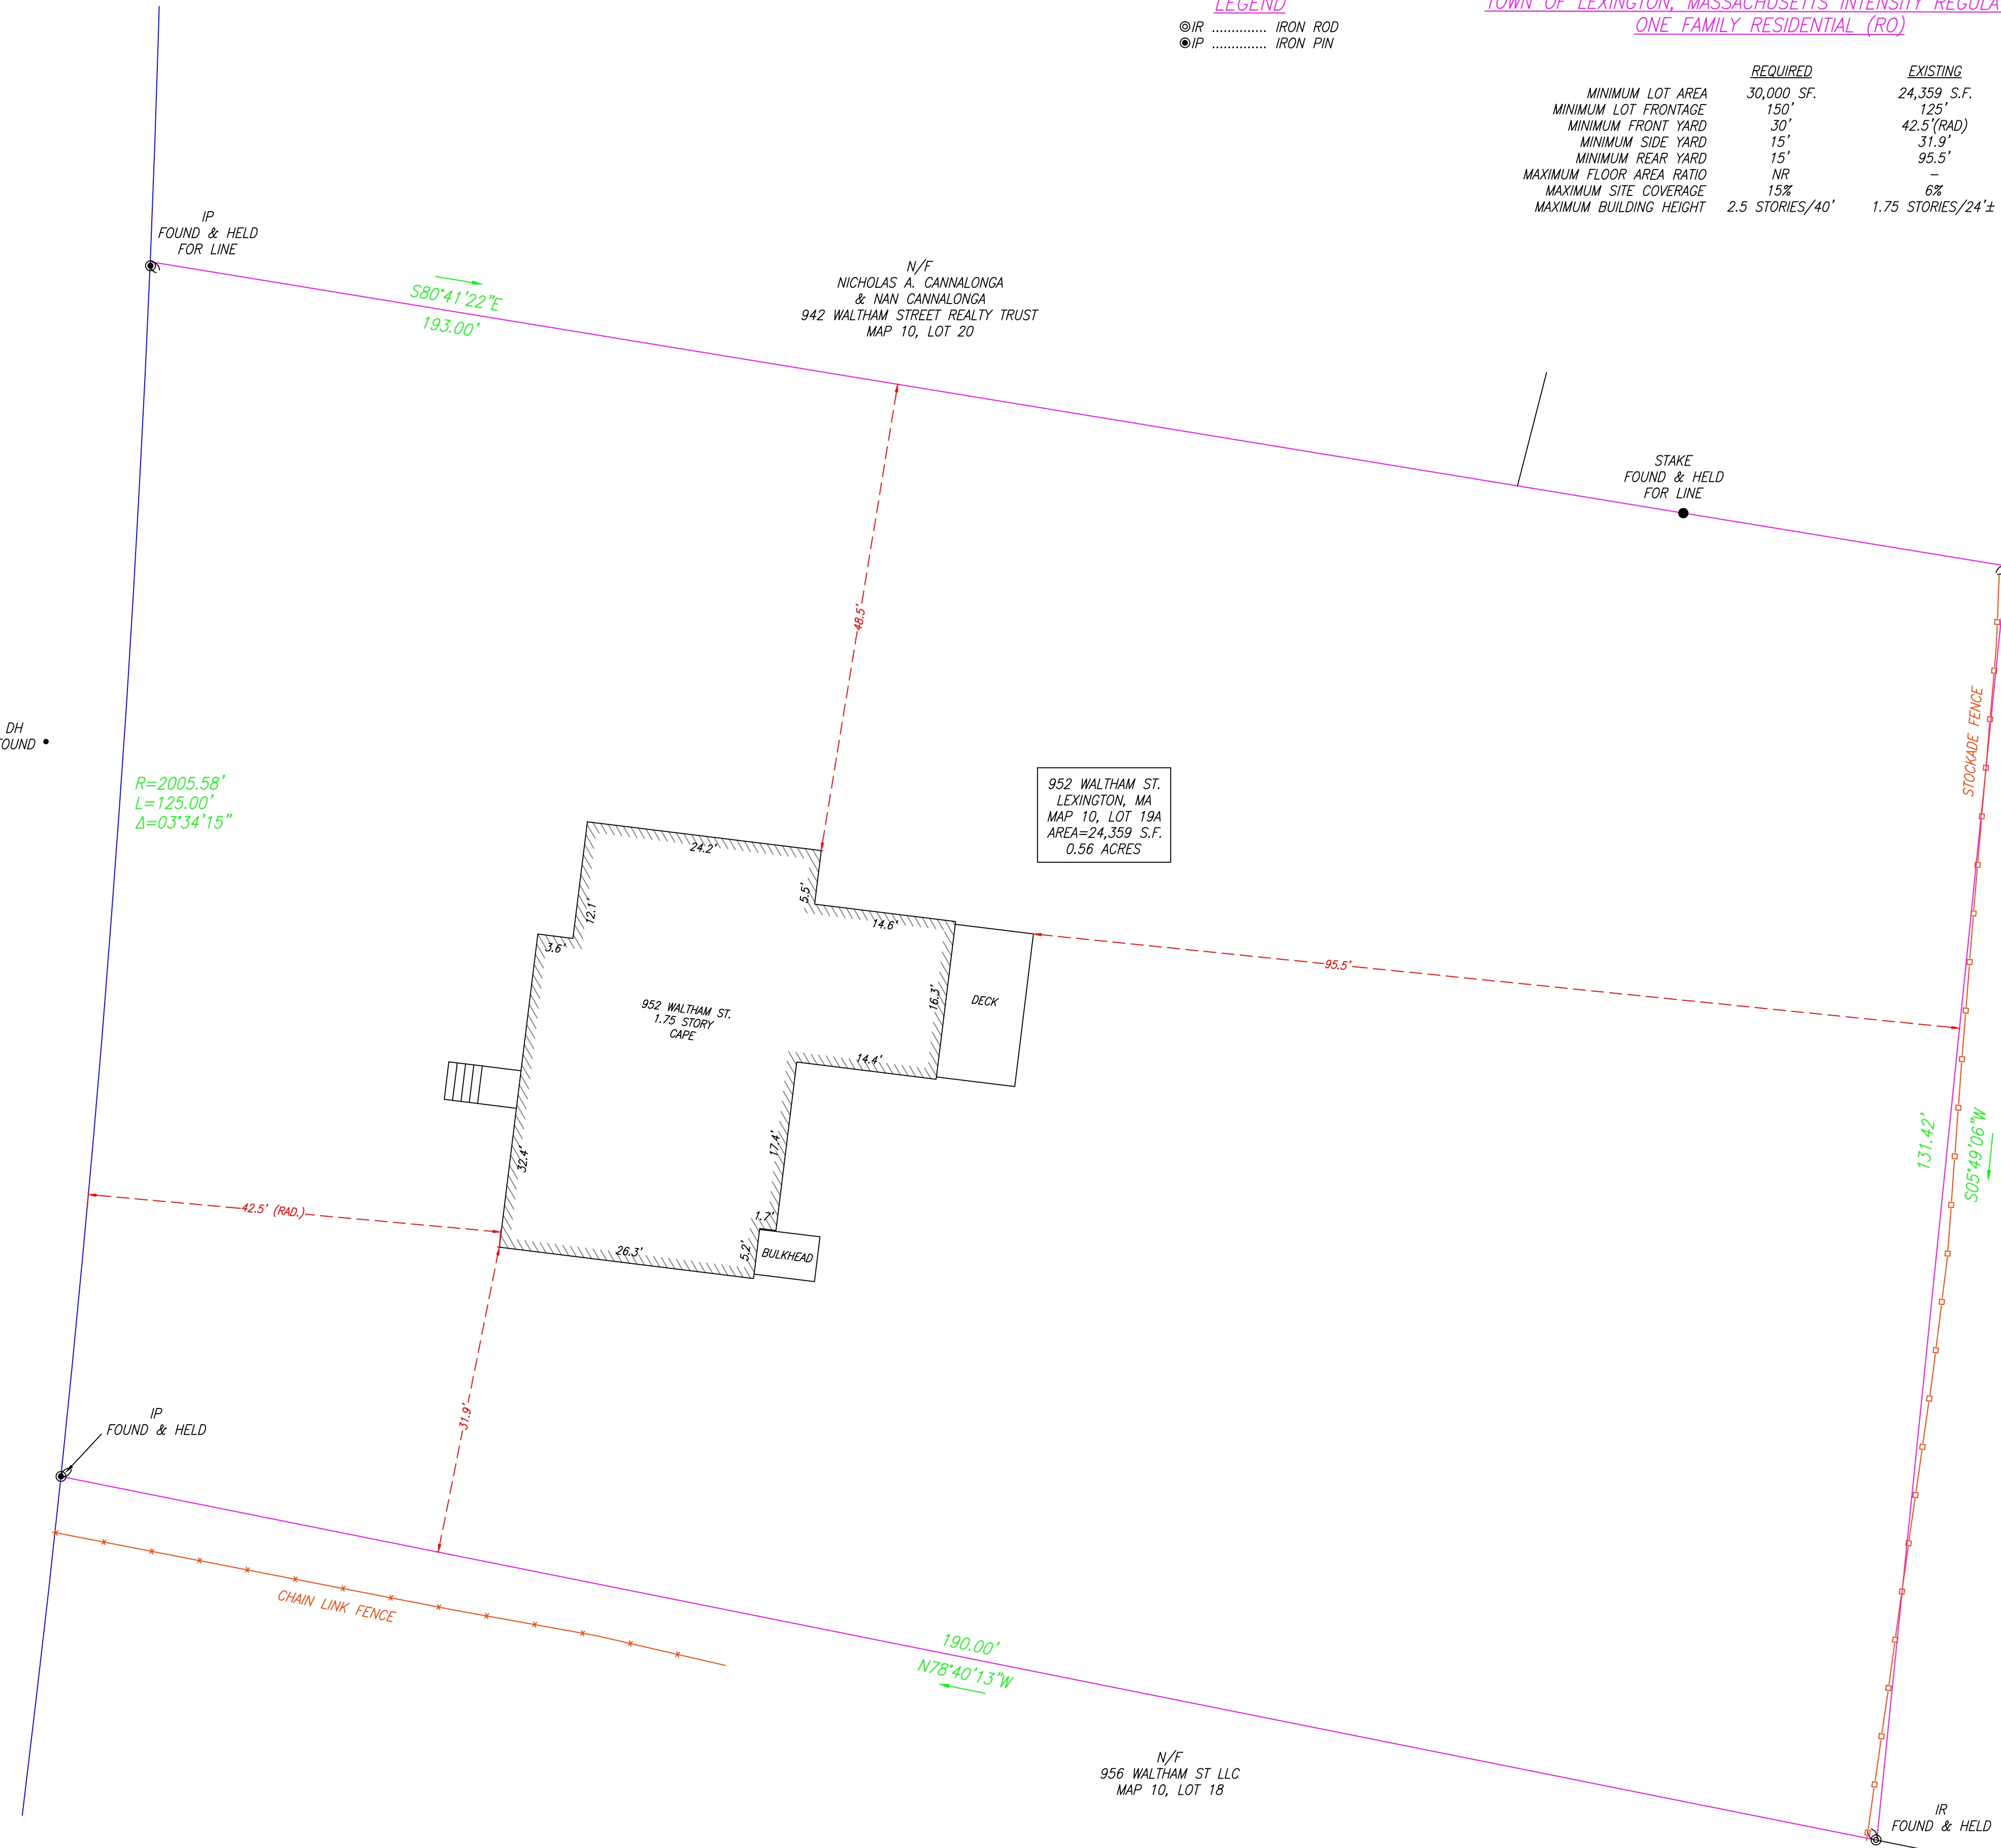 LEGEND
IR .............. IRON ROD
IP .............. IRON PIN
TOWN OF LEXINGTON, MASSACHUSETTS INTENSITY REGULA
ONE FAMILY RESIDENTIAL (RO)
REQUIRED EXISTING
MINIMUM LOT AREA 30,000 SF. 24,359 S.F.
MINIMUM LOT FRONTAGE 150' 125'
MINIMUM FRONT YARD 30' 42.5'(RAD)
MINIMUM SIDE YARD 15' 31.9'
MINIMUM REAR YARD 15' 95.5'
MAXIMUM FLOOR AREA RATIO NR –
MAXIMUM SITE COVERAGE 15% 6%
MAXIMUM BUILDING HEIGHT 2.5 STORIES/40' 1.75 STORIES/24'±
IP
FOUND & HELD
FOR LINE
S80°41'22"E
193.00'
N/F
NICHOLAS A. CANNALONGA
& NAN CANNALONGA
942 WALTHAM STREET REALTY TRUST
MAP 10, LOT 20
STAKE
FOUND & HELD
FOR LINE
48.5'
STOCKADE FENCE
DH
FOUND
R=2005.58'
L=125.00'
Δ=03°34'15"
952 WALTHAM ST.
LEXINGTON, MA
MAP 10, LOT 19A
AREA=24,359 S.F.
0.56 ACRES
24.2'
5.5'
12.1'
14.6'
3.6'
95.5'
16.3'
DECK
952 WALTHAM ST.
1.75 STORY
CAPE
14.4'
17.4'
32.4'
131.42'
S05°49'06"W
42.5' (RAD.)
1.7'
5.2'
26.3'
BULKHEAD
31.9'
IP
FOUND & HELD
CHAIN LINK FENCE
190.00'
N78°40'13"W
N/F
956 WALTHAM ST LLC
MAP 10, LOT 18
IR
FOUND & HELD